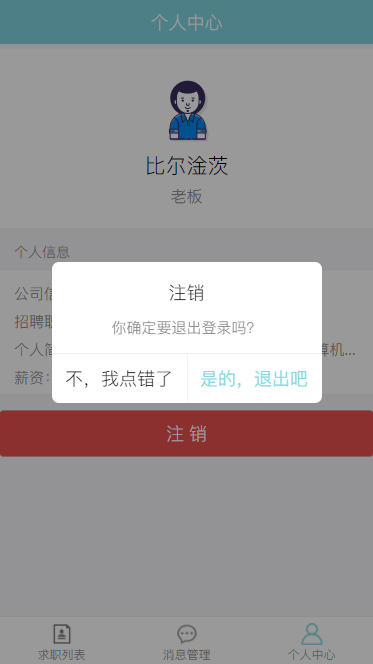 个人中心
比尔淦茨
老板
个人信息
公司信
招聘职
个人简
算机...
薪资：
注销
你确定要退出登录吗？
不，我点错了
是的，退出吧
注 销
求职列表
消息管理
个人中心